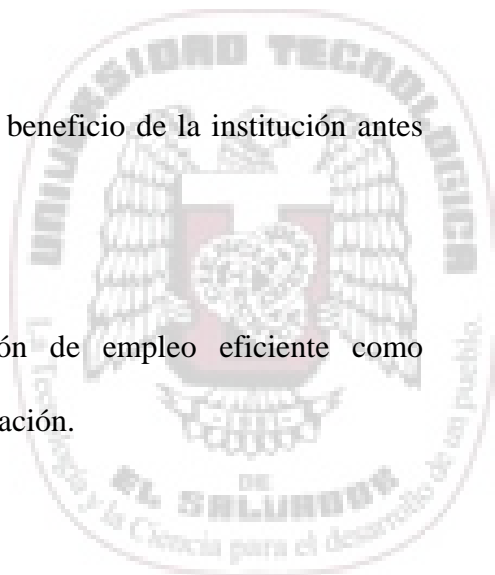 UNIVERSIDAD TECNOLOGICA
beneficio de la institución antes
ón de empleo eficiente como
ación.
DE
EL SALVADOR
La Tecnología y la Ciencia para el desarrollo de un pueblo.